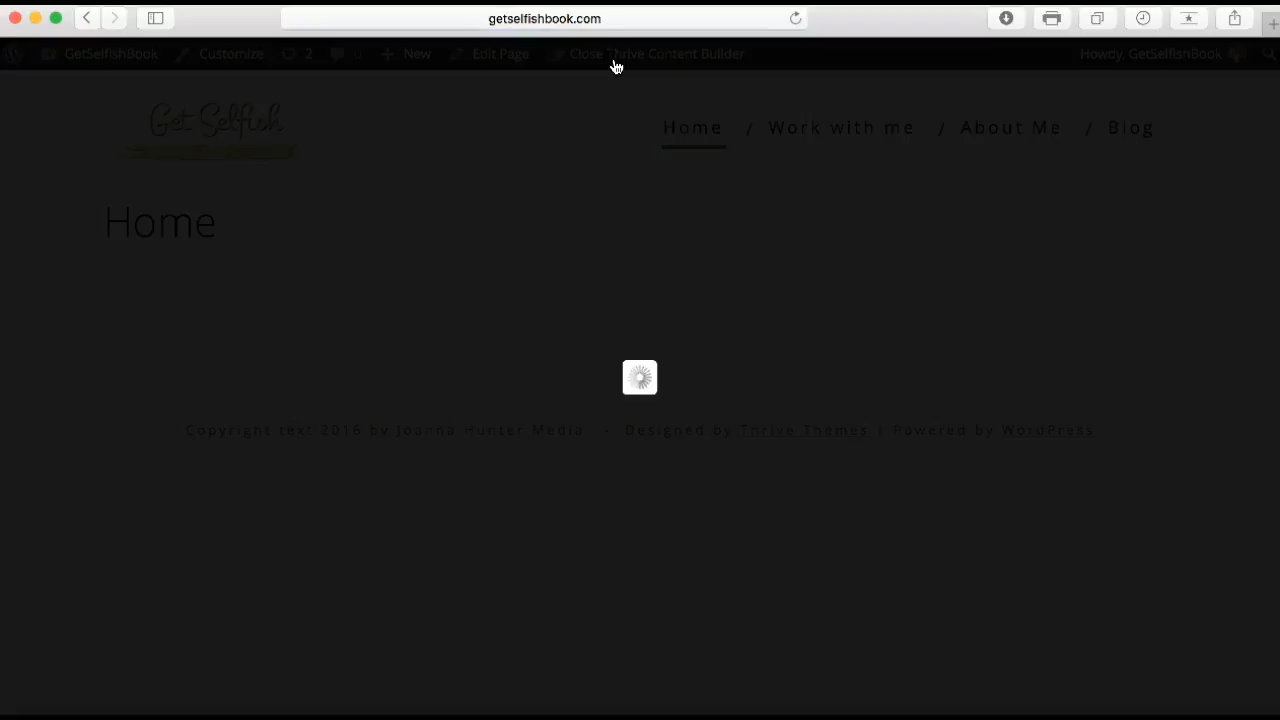 getselfishbook.com
GetSelfishBook Customize 2 0 New Edit Page Close Thrive Content Builder Howdy, GetSelfishBook
Get Selfish
Home / Work with me / About Me / Blog
Home
Copyright text 2016 by Joanna Hunter Media - Designed by Thrive Themes | Powered by WordPress